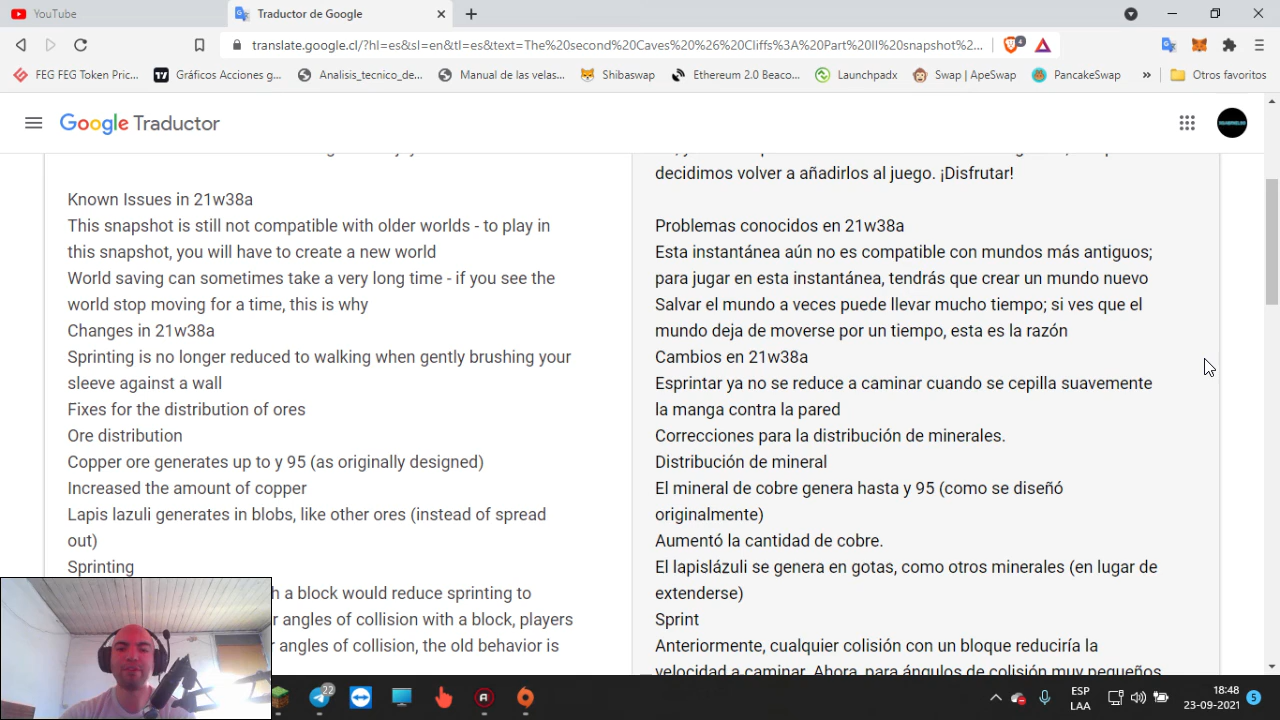 YouTube
Traductor de Google
translate.google.cl/?hl=es&sl=en&tl=es&text=The%20second%20Caves%20%26%20Cliffs%3A%20Part%20II%20snapshot%2...
4
FEG FEG Token Pric...
Gráficos Acciones g...
Analisis_tecnico_de...
Manual de las velas...
Shibaswap
Ethereum 2.0 Beaco...
Launchpadx
Swap | ApeSwap
PancakeSwap
»
Otros favoritos
Google Traductor
Known Issues in 21w38a
This snapshot is still not compatible with older worlds - to play in
this snapshot, you will have to create a new world
World saving can sometimes take a very long time - if you see the
world stop moving for a time, this is why
Changes in 21w38a
Sprinting is no longer reduced to walking when gently brushing your
sleeve against a wall
Fixes for the distribution of ores
Ore distribution
Copper ore generates up to y 95 (as originally designed)
Increased the amount of copper
Lapis lazuli generates in blobs, like other ores (instead of spread
out)
Sprinting
h a block would reduce sprinting to
r angles of collision with a block, players
r angles of collision, the old behavior is
decidimos volver a añadirlos al juego. ¡Disfrutar!
Problemas conocidos en 21w38a
Esta instantánea aún no es compatible con mundos más antiguos;
para jugar en esta instantánea, tendrás que crear un mundo nuevo
Salvar el mundo a veces puede llevar mucho tiempo; si ves que el
mundo deja de moverse por un tiempo, esta es la razón
Cambios en 21w38a
Esprintar ya no se reduce a caminar cuando se cepilla suavemente
la manga contra la pared
Correcciones para la distribución de minerales.
Distribución de mineral
El mineral de cobre genera hasta y 95 (como se diseñó
originalmente)
Aumentó la cantidad de cobre.
El lapislázuli se genera en gotas, como otros minerales (en lugar de
extenderse)
Sprint
Anteriormente, cualquier colisión con un bloque reduciría la
velocidad a caminar. Ahora, para ángulos de colisión muy pequeños
22
ESP
LAA
18:48
23-09-2021
5